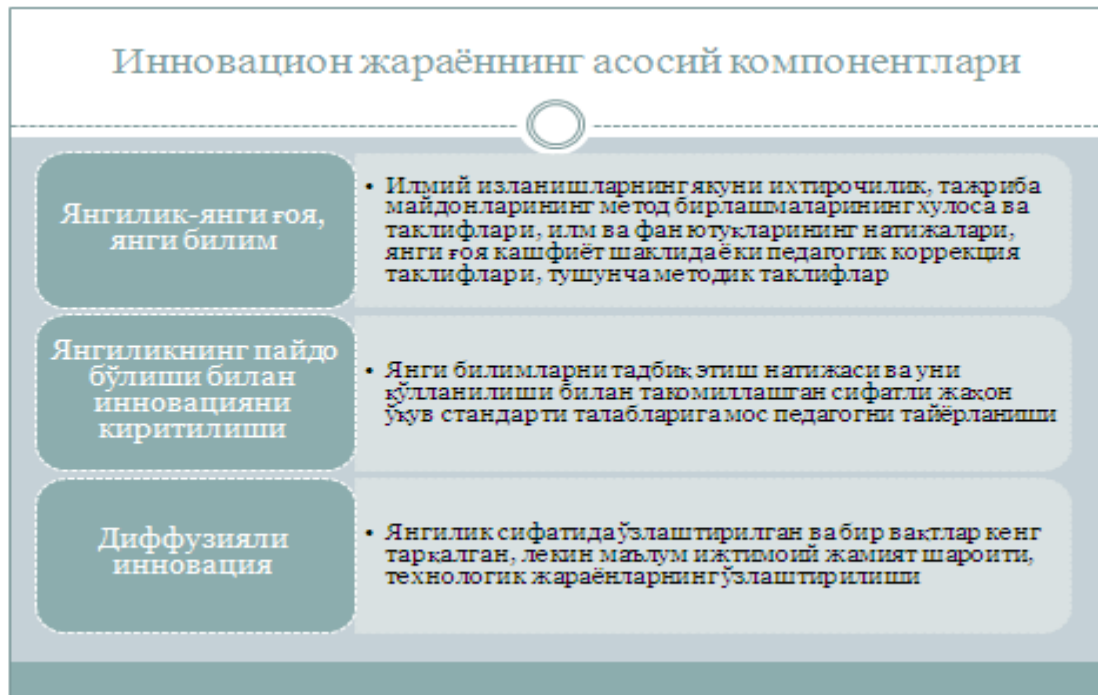 Инновацион жараённинг асосий компонентлари
Янгилик-янги ғоя,
янги билим
• Илмий изланишларнинг якуни ихтирочилик, тажриба
майдонларининг метод бирлашмаларининг хулоса ва
таклифлари, илм ва фан ютуқларининг натижалари,
янги ғоя кашфиёт шаклида ёки педагогик коррекция
таклифлари, тушунча методик таклифлар
Янгиликнинг пайдо
бўлиши билан
инновацияни
киритилиши
• Янги билимларни тадбиқ этиш натижаси ва уни
қўлланилиши билан такомиллашган сифатли жаҳон
ўқув стандарти талабларига мос педагогни тайёрланиши
Диффузияли
инновация
• Янгилик сифатида ўзлаштирилган ва бир вақтлар кенг
тарқалган, лекин маълум ижтимоий жамият шароити,
технологик жараёнларнинг ўзлаштирилиши